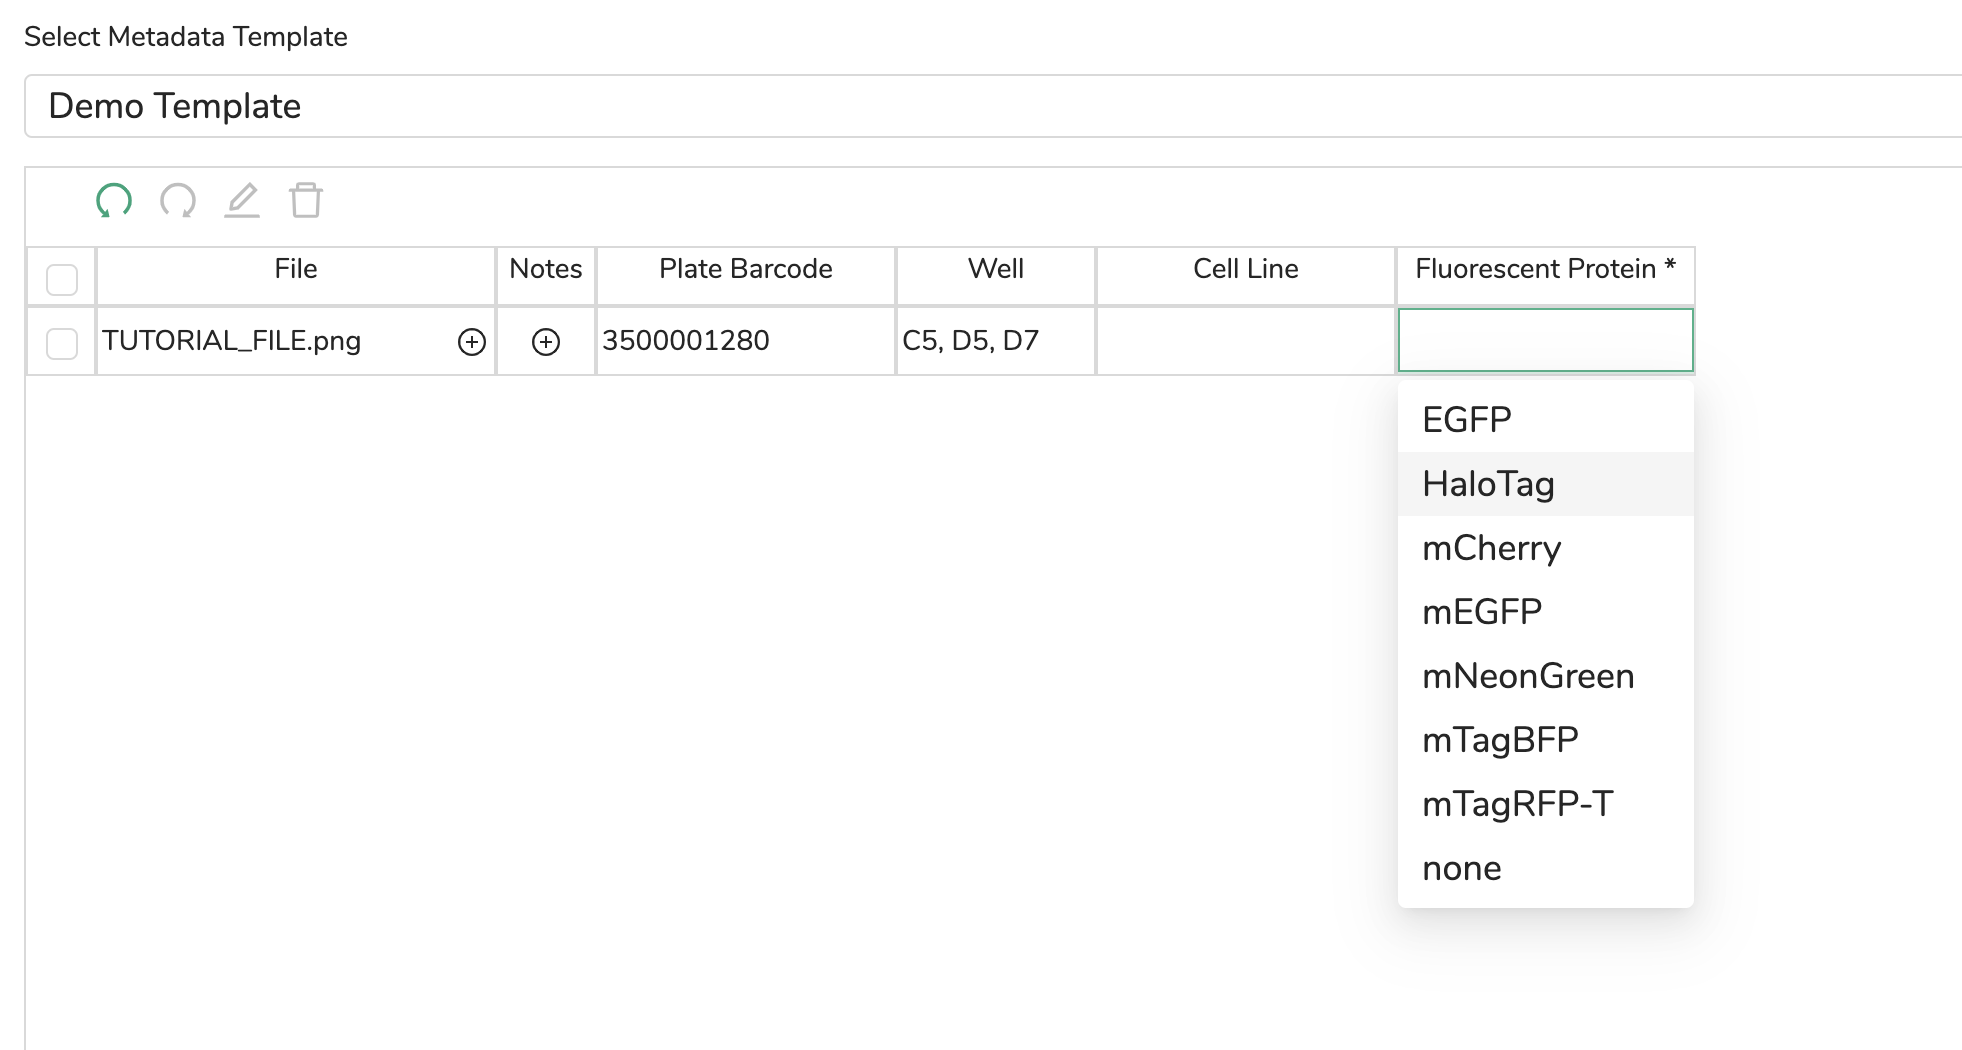 Select Metadata Template
Demo Template
File Notes Plate Barcode Well Cell Line Fluorescent Protein *
TUTORIAL_FILE.png 3500001280 C5, D5, D7
EGFP
HaloTag
mCherry
mEGFP
mNeonGreen
mTagBFP
mTagRFP-T
none